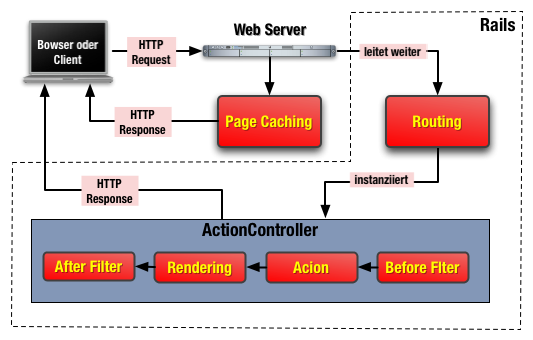 Rails
Web Server
Bowser oder
Client
HTTP
Request
leitet weiter
HTTP
Response
Page Caching
Routing
HTTP
Response
instanziiert
ActionController
After Filter
Rendering
Acion
Before Flter